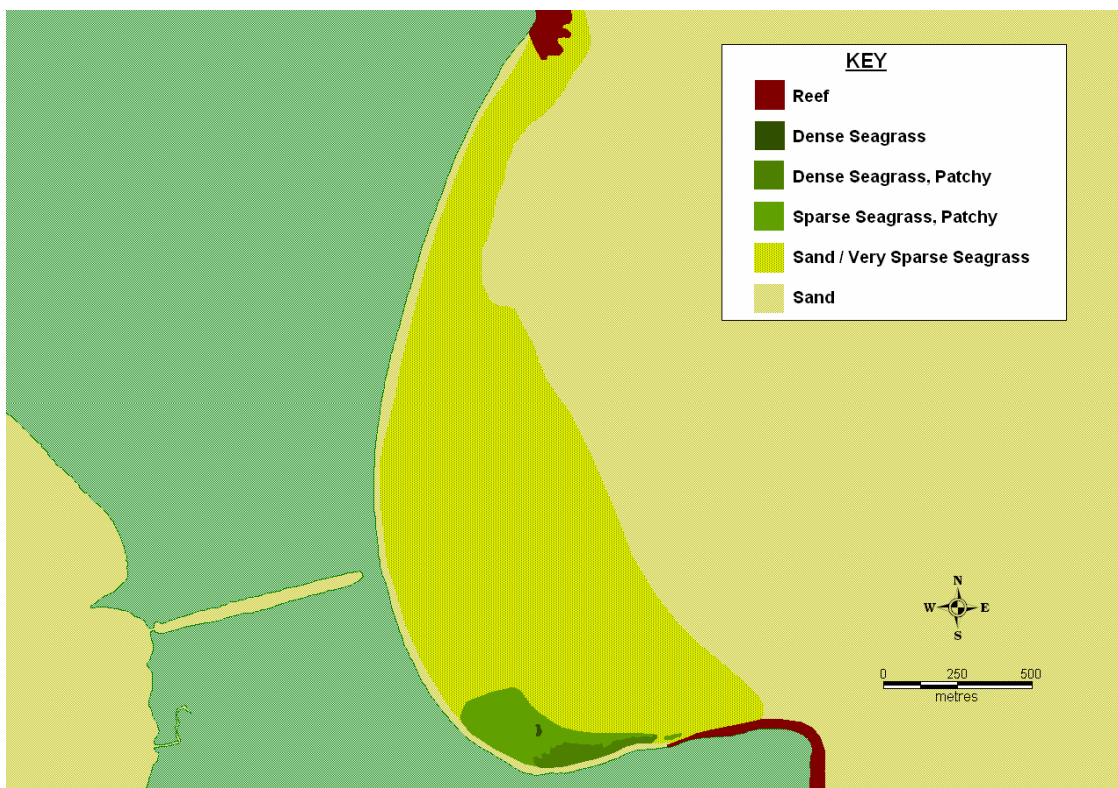 KEY
Reef
Dense Seagrass
Dense Seagrass, Patchy
Sparse Seagrass, Patchy
Sand / Very Sparse Seagrass
Sand
N
W E
S
0 250 500
metres